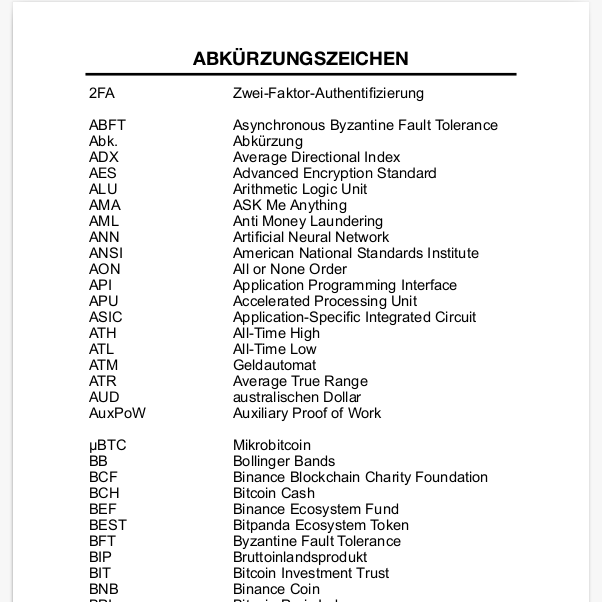 ABKÜRZUNGSZEICHEN
2FA Zwei-Faktor-Authentifizierung
ABFT Asynchronous Byzantine Fault Tolerance
Abk. Abkürzung
ADX Average Directional Index
AES Advanced Encryption Standard
ALU Arithmetic Logic Unit
AMA ASK Me Anything
AML Anti Money Laundering
ANN Artificial Neural Network
ANSI American National Standards Institute
AON All or None Order
API Application Programming Interface
APU Accelerated Processing Unit
ASIC Application-Specific Integrated Circuit
ATH All-Time High
ATL All-Time Low
ATM Geldautomat
ATR Average True Range
AUD australischen Dollar
AuxPoW Auxiliary Proof of Work
µBTC Mikrobitcoin
BB Bollinger Bands
BCF Binance Blockchain Charity Foundation
BCH Bitcoin Cash
BEF Binance Ecosystem Fund
BEST Bitpanda Ecosystem Token
BFT Byzantine Fault Tolerance
BIP Bruttoinlandsprodukt
BIT Bitcoin Investment Trust
BNB Binance Coin